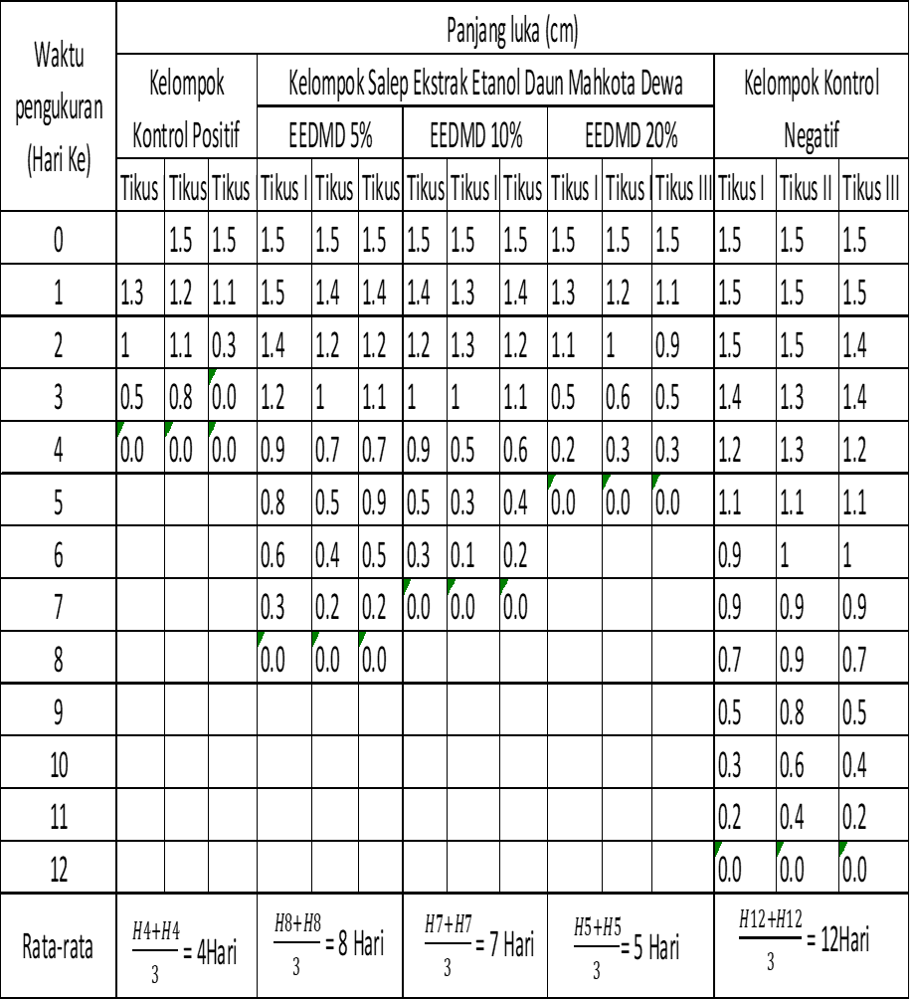 Waktu pengukuran (Hari Ke) Panjang luka (cm)
Kelompok Kontrol Positif Kelompok Salep Ekstrak Etanol Daun Mahkota Dewa Kelompok Kontrol Negatif
EEDMD 5% EEDMD 10% EEDMD 20%
Tikus Tikus Tikus Tikus I Tikus Tikus Tikus Tikus I Tikus Tikus I Tikus I Tikus III Tikus I Tikus II Tikus III
0 1.5 1.5 1.5 1.5 1.5 1.5 1.5 1.5 1.5 1.5 1.5 1.5 1.5 1.5
1 1.3 1.2 1.1 1.5 1.4 1.4 1.4 1.3 1.4 1.3 1.2 1.1 1.5 1.5 1.5
2 1 1.1 0.3 1.4 1.2 1.2 1.2 1.3 1.2 1.1 1 0.9 1.5 1.5 1.4
3 0.5 0.8 0.0 1.2 1 1.1 1 1 1.1 0.5 0.6 0.5 1.4 1.3 1.4
4 0.0 0.0 0.0 0.9 0.7 0.7 0.9 0.5 0.6 0.2 0.3 0.3 1.2 1.3 1.2
5 0.8 0.5 0.9 0.5 0.3 0.4 0.0 0.0 0.0 1.1 1.1 1.1
6 0.6 0.4 0.5 0.3 0.1 0.2 0.9 1 1
7 0.3 0.2 0.2 0.0 0.0 0.0 0.9 0.9 0.9
8 0.0 0.0 0.0 0.7 0.9 0.7
9 0.5 0.8 0.5
10 0.3 0.6 0.4
11 0.2 0.4 0.2
12 0.0 0.0 0.0
Rata-rata H4+H4/3 = 4Hari H8+H8/3 = 8 Hari H7+H7/3 = 7 Hari H5+H5/3 = 5 Hari H12+H12/3 = 12Hari